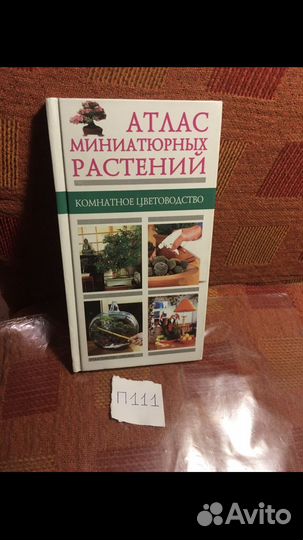 АТЛАС
МИНИАТЮРНЫХ
РАСТЕНИЙ
КОМНАТНОЕ ЦВЕТОВОДСТВО
П111
Avito